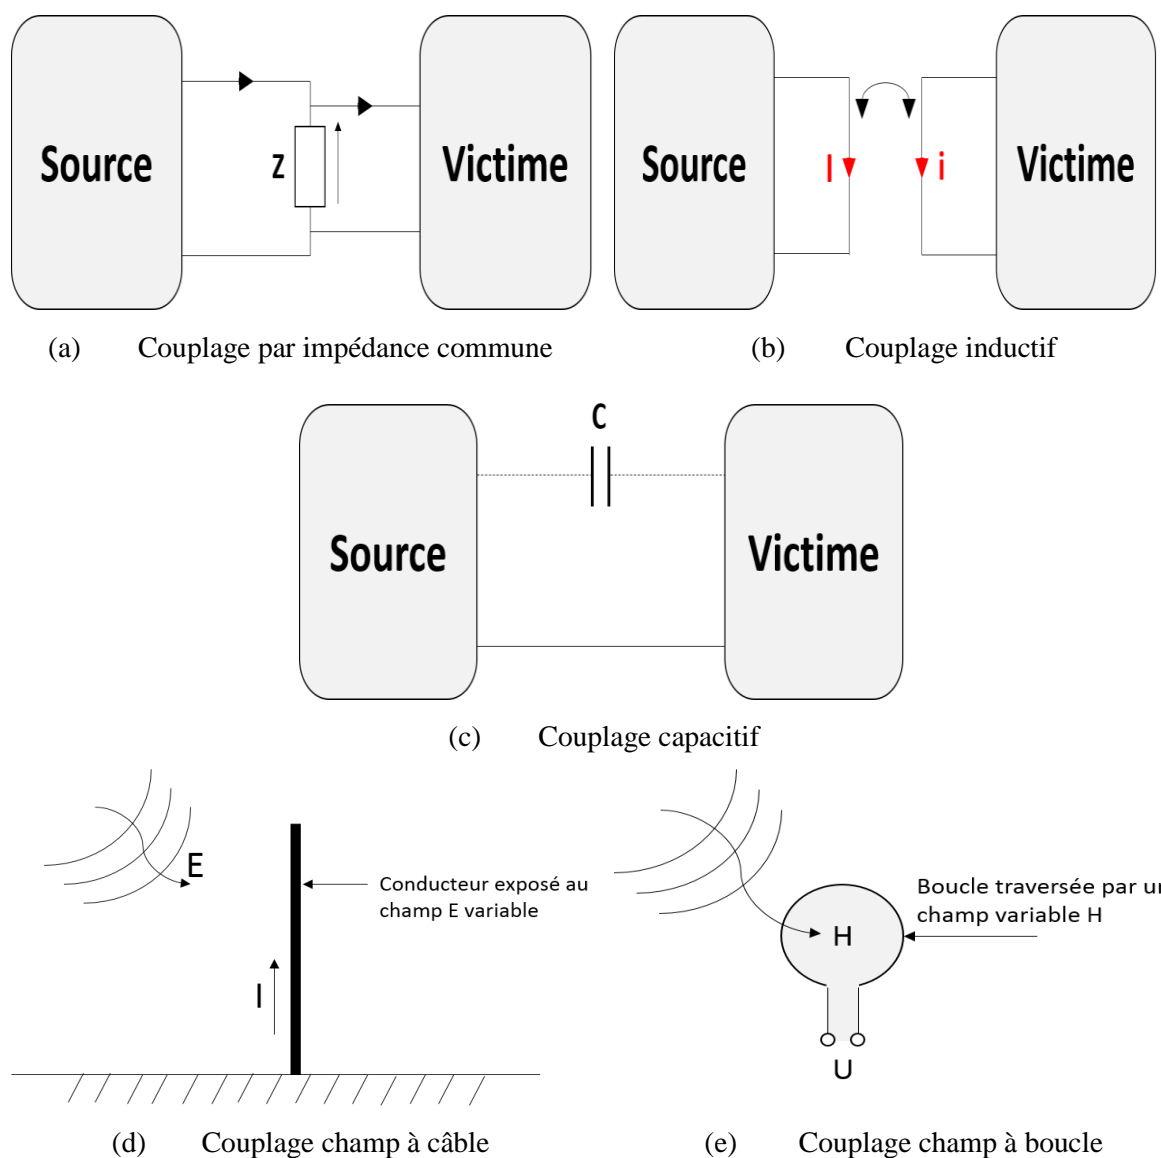 Source
Z
Victime
Source
I
i
Victime
(a) Couplage par impédance commune
(b) Couplage inductif
C
Source
Victime
(c) Couplage capacitif
E
Conducteur exposé au
champ E variable
I
Boucle traversée par un
champ variable H
H
U
(d) Couplage champ à câble
(e) Couplage champ à boucle